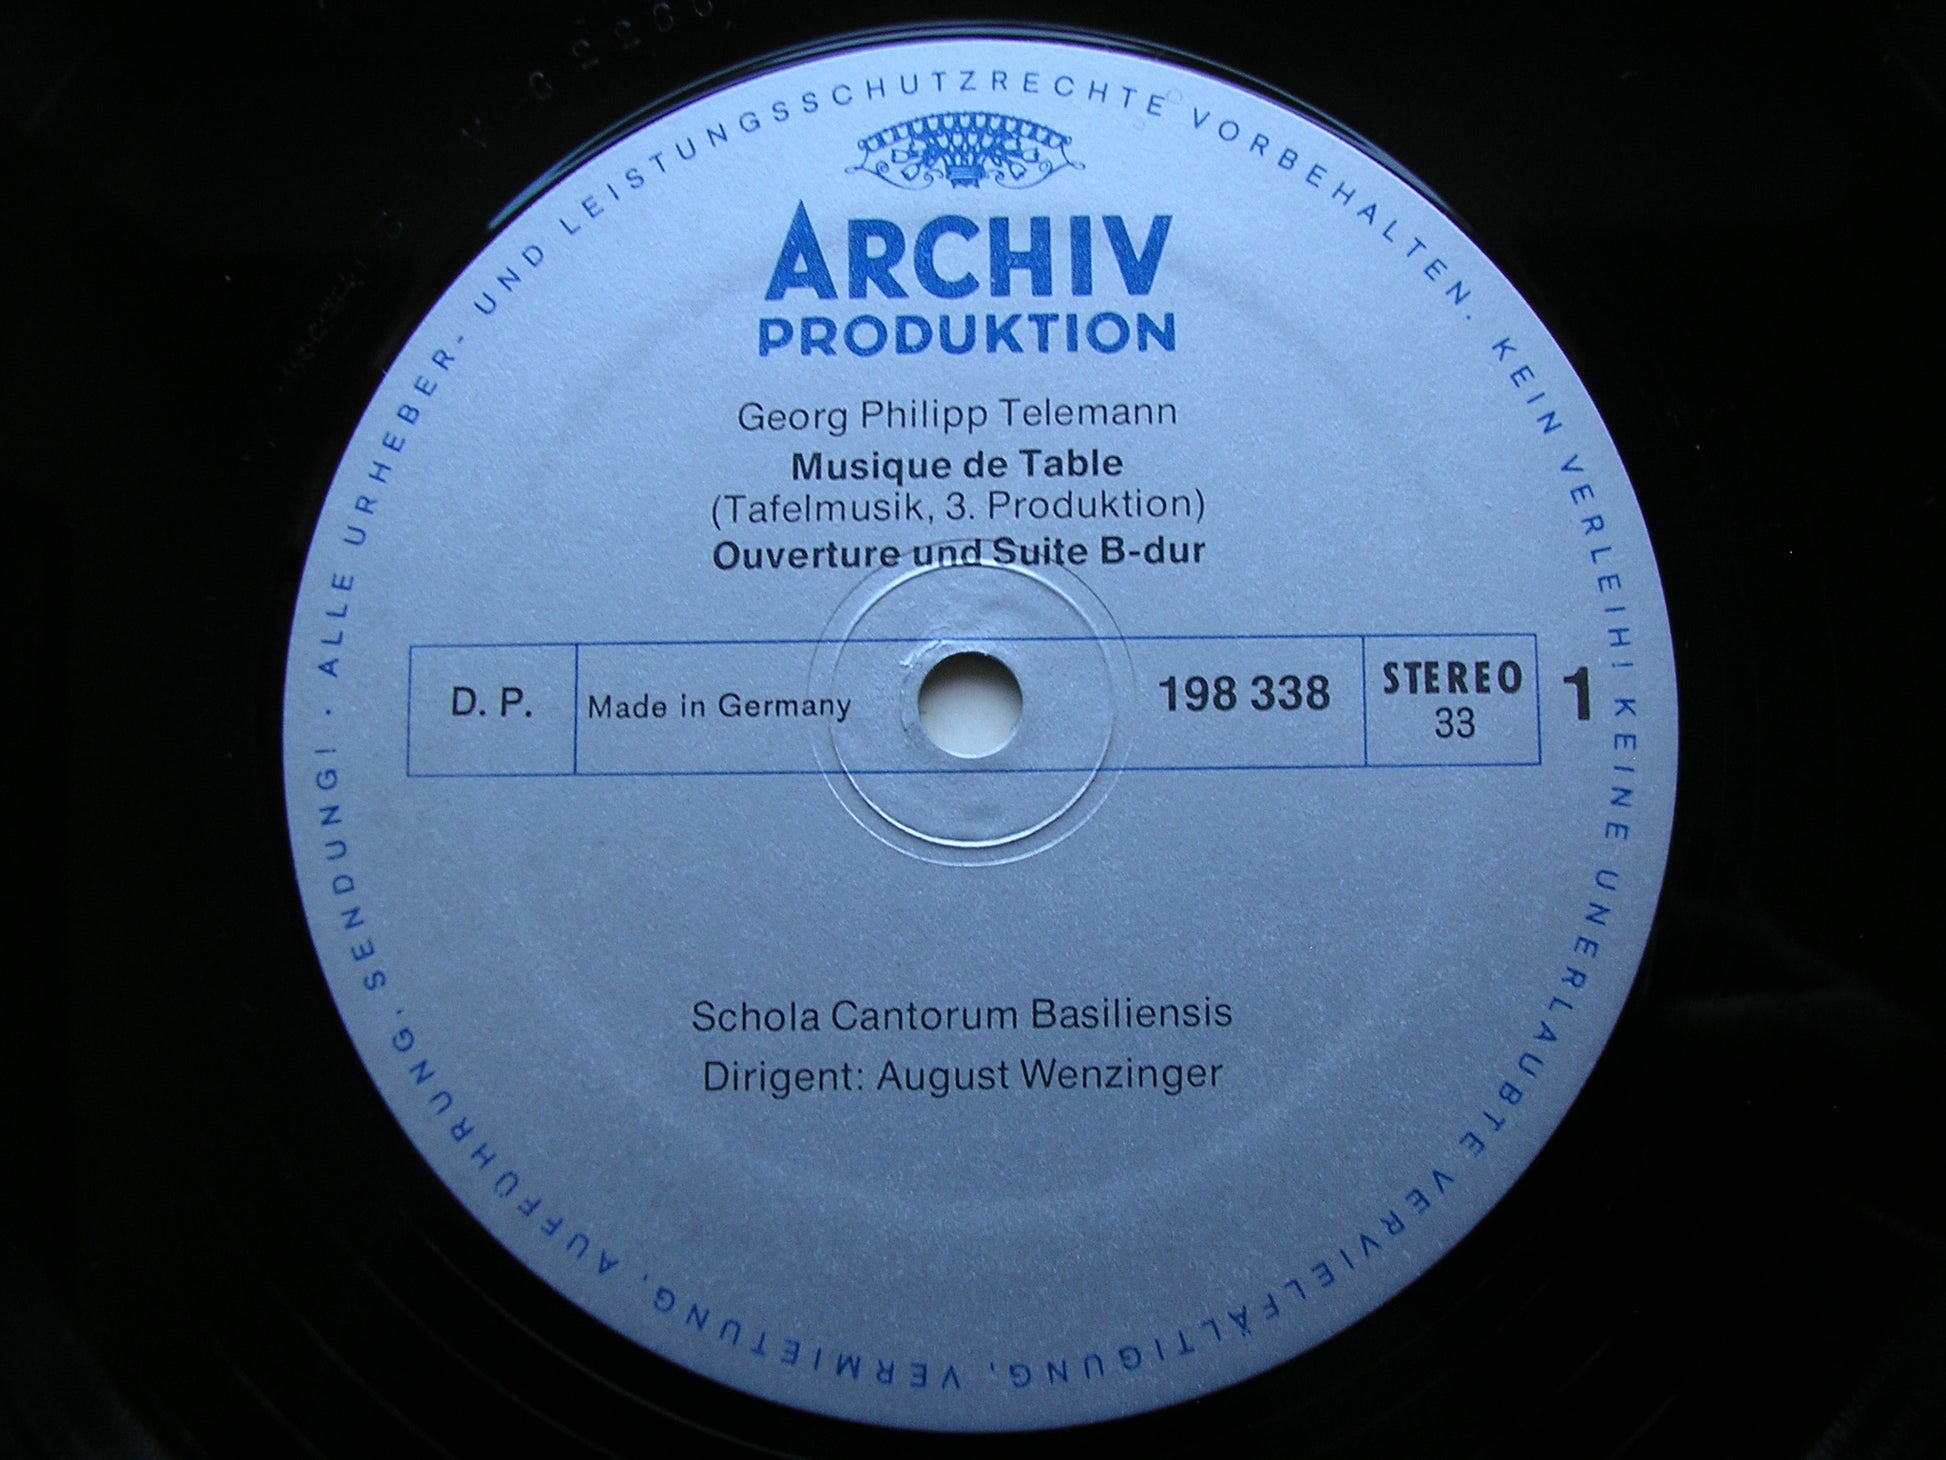 ALLE URHEBER- UND LEISTUNGSSCHUTZRECHTE VORBEHALTEN. KEIN VERLEIH! KEINE UNERLAUBTE VERVIELFÄLTIGUNG, VERMIETUNG, AUFFÜHRUNG, SENDUNG! ·
ARCHIV
PRODUKTION
Georg Philipp Telemann
Musique de Table
(Tafelmusik, 3. Produktion)
Ouverture und Suite B-dur
D. P.
Made in Germany
198 338
STEREO
33
1
Schola Cantorum Basiliensis
Dirigent: August Wenzinger